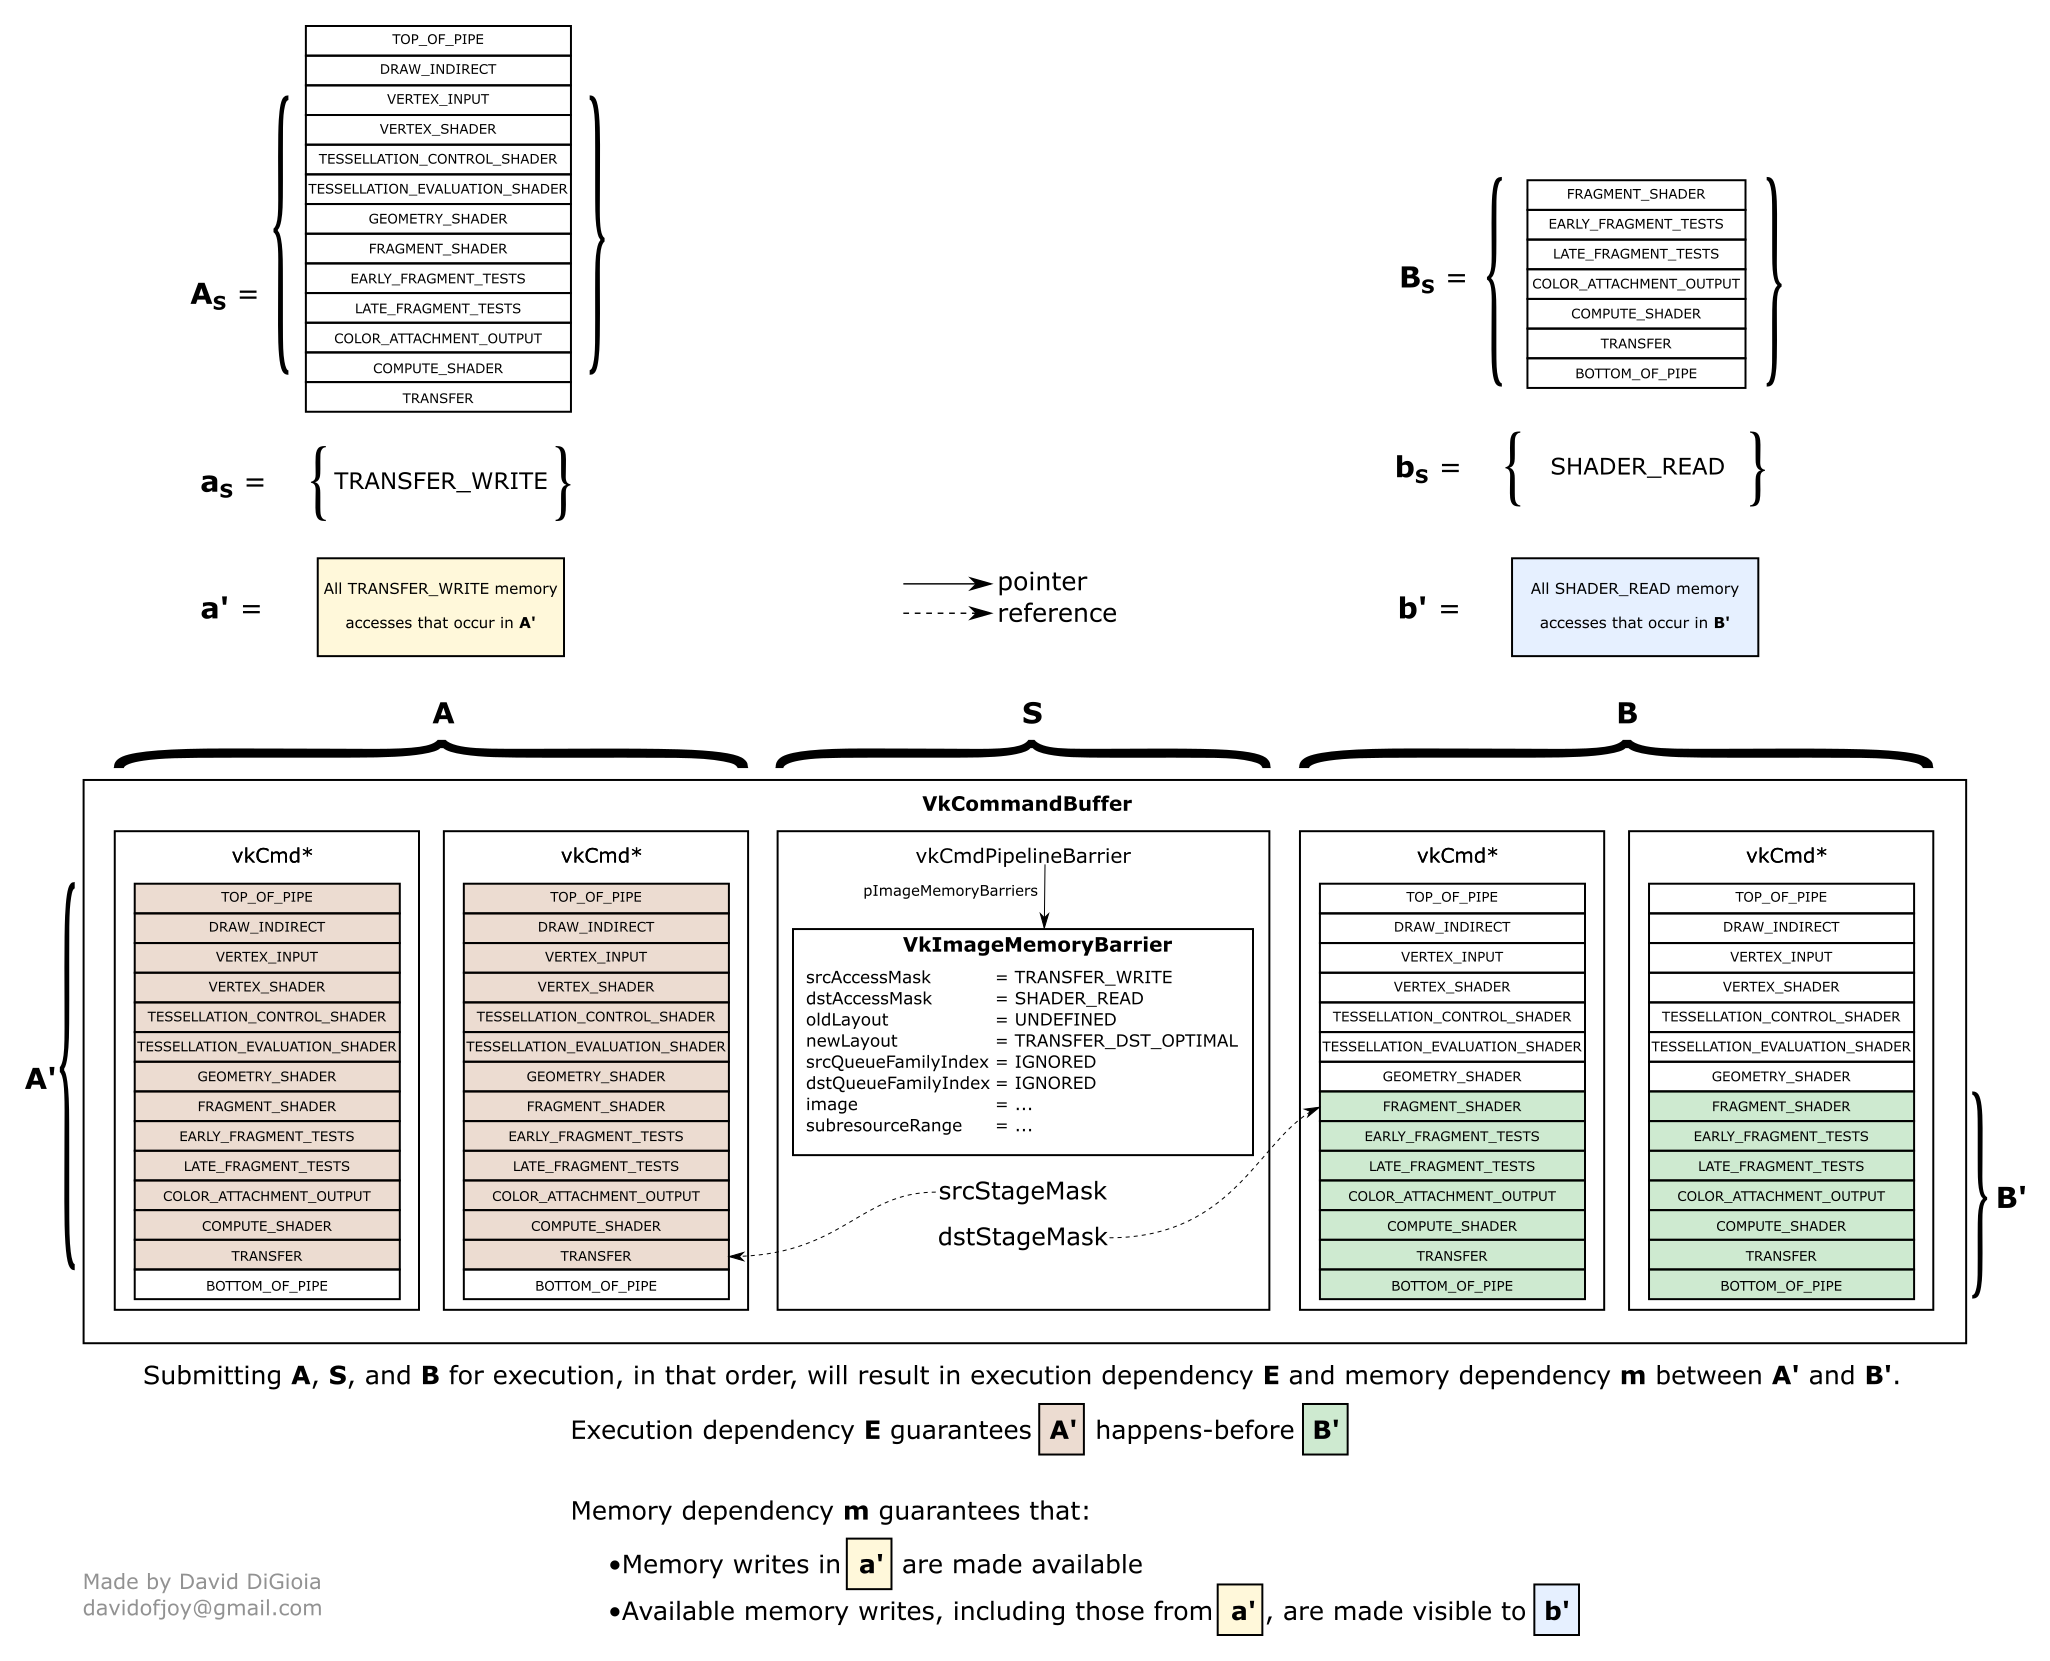 TOP_OF_PIPE
DRAW_INDIRECT
VERTEX_INPUT
VERTEX_SHADER
TESSELLATION_CONTROL_SHADER
TESSELLATION_EVALUATION_SHADER
GEOMETRY_SHADER
FRAGMENT_SHADER
EARLY_FRAGMENT_TESTS
LATE_FRAGMENT_TESTS
COLOR_ATTACHMENT_OUTPUT
COMPUTE_SHADER
TRANSFER
AS =
FRAGMENT_SHADER
EARLY_FRAGMENT_TESTS
LATE_FRAGMENT_TESTS
COLOR_ATTACHMENT_OUTPUT
COMPUTE_SHADER
TRANSFER
BOTTOM_OF_PIPE
BS =
aS = { TRANSFER_WRITE }
bS = { SHADER_READ }
a' =
All TRANSFER_WRITE memory
accesses that occur in A'
pointer
reference
b' =
All SHADER_READ memory
accesses that occur in B'
A
S
B
VkCommandBuffer
A'
vkCmd*
TOP_OF_PIPE
DRAW_INDIRECT
VERTEX_INPUT
VERTEX_SHADER
TESSELLATION_CONTROL_SHADER
TESSELLATION_EVALUATION_SHADER
GEOMETRY_SHADER
FRAGMENT_SHADER
EARLY_FRAGMENT_TESTS
LATE_FRAGMENT_TESTS
COLOR_ATTACHMENT_OUTPUT
COMPUTE_SHADER
TRANSFER
BOTTOM_OF_PIPE
vkCmd*
TOP_OF_PIPE
DRAW_INDIRECT
VERTEX_INPUT
VERTEX_SHADER
TESSELLATION_CONTROL_SHADER
TESSELLATION_EVALUATION_SHADER
GEOMETRY_SHADER
FRAGMENT_SHADER
EARLY_FRAGMENT_TESTS
LATE_FRAGMENT_TESTS
COLOR_ATTACHMENT_OUTPUT
COMPUTE_SHADER
TRANSFER
BOTTOM_OF_PIPE
vkCmdPipelineBarrier
pImageMemoryBarriers
VkImageMemoryBarrier
srcAccessMask = TRANSFER_WRITE
dstAccessMask = SHADER_READ
oldLayout = UNDEFINED
newLayout = TRANSFER_DST_OPTIMAL
srcQueueFamilyIndex = IGNORED
dstQueueFamilyIndex = IGNORED
image = ...
subresourceRange = ...
srcStageMask
dstStageMask
vkCmd*
TOP_OF_PIPE
DRAW_INDIRECT
VERTEX_INPUT
VERTEX_SHADER
TESSELLATION_CONTROL_SHADER
TESSELLATION_EVALUATION_SHADER
GEOMETRY_SHADER
FRAGMENT_SHADER
EARLY_FRAGMENT_TESTS
LATE_FRAGMENT_TESTS
COLOR_ATTACHMENT_OUTPUT
COMPUTE_SHADER
TRANSFER
BOTTOM_OF_PIPE
vkCmd*
TOP_OF_PIPE
DRAW_INDIRECT
VERTEX_INPUT
VERTEX_SHADER
TESSELLATION_CONTROL_SHADER
TESSELLATION_EVALUATION_SHADER
GEOMETRY_SHADER
FRAGMENT_SHADER
EARLY_FRAGMENT_TESTS
LATE_FRAGMENT_TESTS
COLOR_ATTACHMENT_OUTPUT
COMPUTE_SHADER
TRANSFER
BOTTOM_OF_PIPE
B'
Submitting A, S, and B for execution, in that order, will result in execution dependency E and memory dependency m between A' and B'.
Execution dependency E guarantees A' happens-before B'
Memory dependency m guarantees that:
•Memory writes in a' are made available
•Available memory writes, including those from a' , are made visible to b'
Made by David DiGioia
davidofjoy@gmail.com